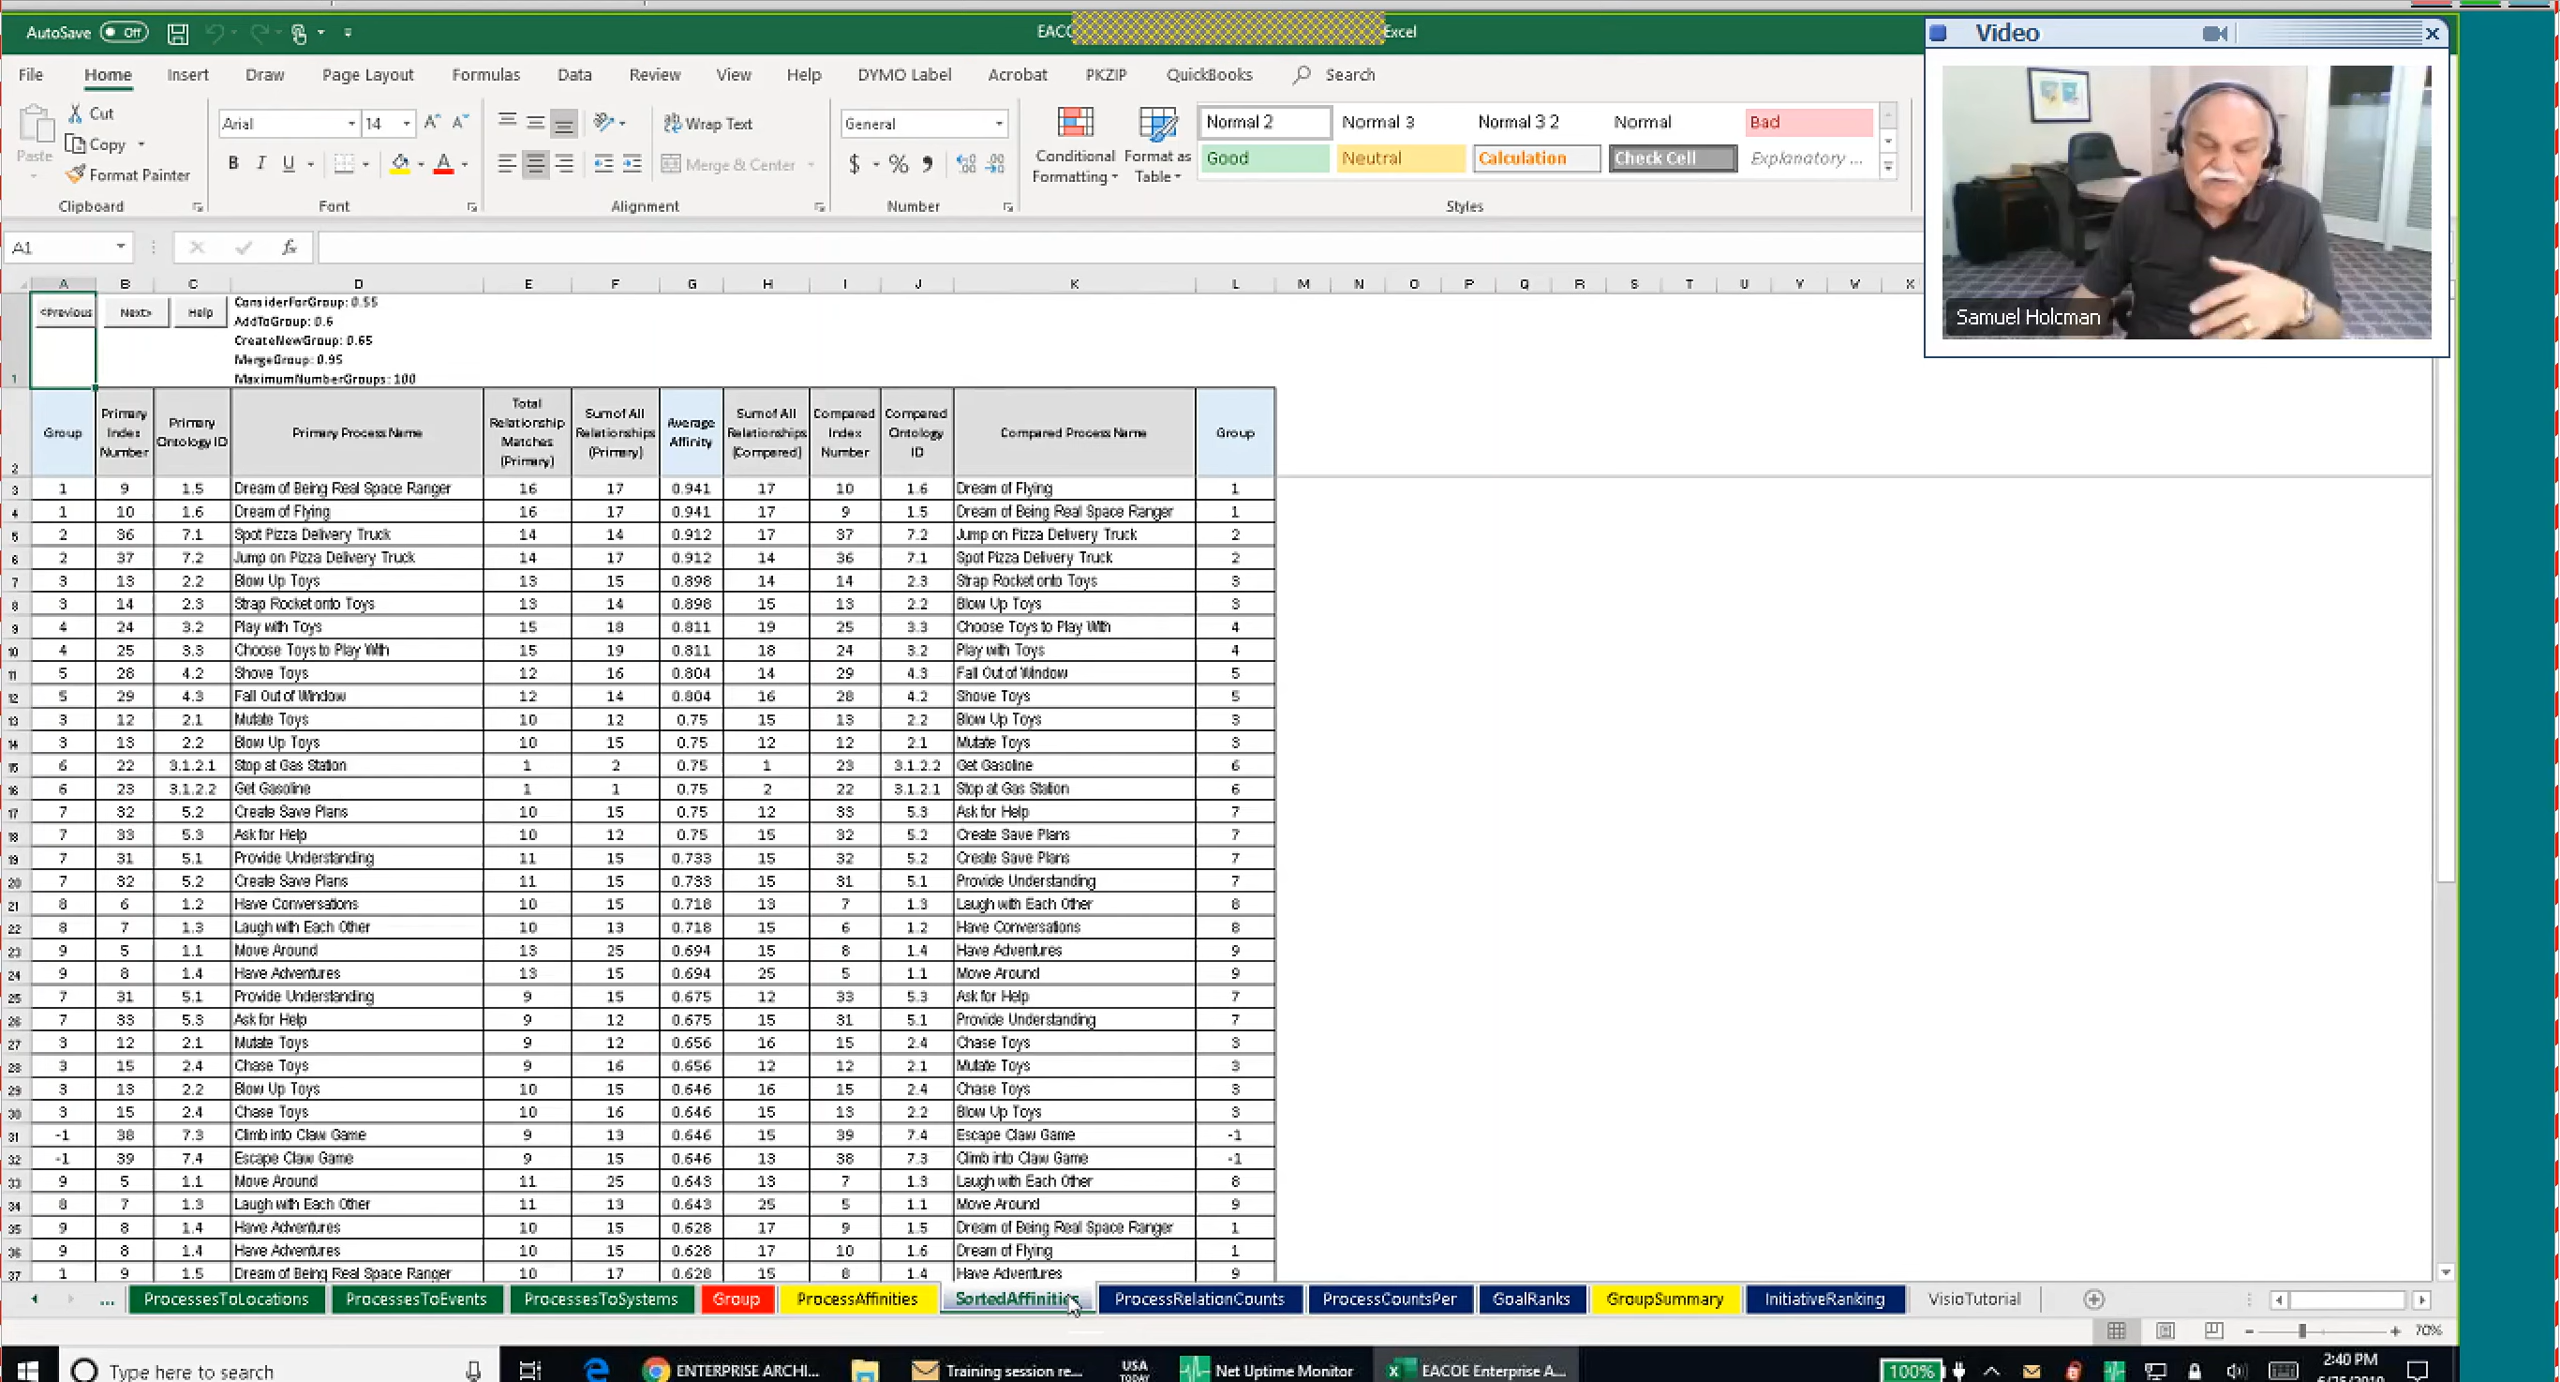 AutoSave Off EACO Excel
File Home Insert Draw Page Layout Formulas Data Review View Help DYMO Label Acrobat PKZIP QuickBooks Search
Paste Cut Copy Format Painter Clipboard
Arial 14 B I U Font
Wrap Text Merge & Center Alignment
General $ % Number
Conditional Formatting Format as Table
Normal 2 Normal 3 Normal 3 2 Normal Bad
Good Neutral Calculation Check Cell Explanatory ...
Styles
Video
Samuel Holcman
A1
A B C D E F G H I J K L M N O P Q R S T U V W X
<Previous Next> Help
ConsiderForGroup: 0.55
AddToGroup: 0.6
CreateNewGroup: 0.65
MergeGroup: 0.95
1 MaximumNumberGroups: 100
2 Group Primary Index Number Primary Ontology ID Primary Process Name Total Relationship Matches (Primary) Sum of All Relationships (Primary) Average Affinity Sum of All Relationships (Compared) Compared Index Number Compared Ontology ID Compared Process Name Group
3 1 9 1.5 Dream of Being Real Space Ranger 16 17 0.941 17 10 1.6 Dream of Flying 1
4 1 10 1.6 Dream of Flying 16 17 0.941 17 9 1.5 Dream of Being Real Space Ranger 1
5 2 36 7.1 Spot Pizza Delivery Truck 14 14 0.912 17 37 7.2 Jump on Pizza Delivery Truck 2
6 2 37 7.2 Jump on Pizza Delivery Truck 14 17 0.912 14 36 7.1 Spot Pizza Delivery Truck 2
7 3 13 2.2 Blow Up Toys 13 15 0.898 14 14 2.3 Strap Rocket onto Toys 3
8 3 14 2.3 Strap Rocket onto Toys 13 14 0.898 15 13 2.2 Blow Up Toys 3
9 4 24 3.2 Play with Toys 15 18 0.811 19 25 3.3 Choose Toys to Play With 4
10 4 25 3.3 Choose Toys to Play With 15 19 0.811 18 24 3.2 Play with Toys 4
11 5 28 4.2 Shove Toys 12 16 0.804 14 29 4.3 Fall Out of Window 5
12 5 29 4.3 Fall Out of Window 12 14 0.804 16 28 4.2 Shove Toys 5
13 3 12 2.1 Mutate Toys 10 12 0.75 15 13 2.2 Blow Up Toys 3
14 3 13 2.2 Blow Up Toys 10 15 0.75 12 12 2.1 Mutate Toys 3
15 6 22 3.1.2.1 Stop at Gas Station 1 2 0.75 1 23 3.1.2.2 Get Gasoline 6
16 6 23 3.1.2.2 Get Gasoline 1 1 0.75 2 22 3.1.2.1 Stop at Gas Station 6
17 7 32 5.2 Create Save Plans 10 15 0.75 12 33 5.3 Ask for Help 7
18 7 33 5.3 Ask for Help 10 12 0.75 15 32 5.2 Create Save Plans 7
19 7 31 5.1 Provide Understanding 11 15 0.733 15 32 5.2 Create Save Plans 7
20 7 32 5.2 Create Save Plans 11 15 0.733 15 31 5.1 Provide Understanding 7
21 8 6 1.2 Have Conversations 10 15 0.718 13 7 1.3 Laugh with Each Other 8
22 8 7 1.3 Laugh with Each Other 10 13 0.718 15 6 1.2 Have Conversations 8
23 9 5 1.1 Move Around 13 25 0.694 15 8 1.4 Have Adventures 9
24 9 8 1.4 Have Adventures 13 15 0.694 25 5 1.1 Move Around 9
25 7 31 5.1 Provide Understanding 9 15 0.675 12 33 5.3 Ask for Help 7
26 7 33 5.3 Ask for Help 9 12 0.675 15 31 5.1 Provide Understanding 7
27 3 12 2.1 Mutate Toys 9 12 0.656 16 15 2.4 Chase Toys 3
28 3 15 2.4 Chase Toys 9 16 0.656 12 12 2.1 Mutate Toys 3
29 3 13 2.2 Blow Up Toys 10 15 0.646 16 15 2.4 Chase Toys 3
30 3 15 2.4 Chase Toys 10 16 0.646 15 13 2.2 Blow Up Toys 3
31 -1 38 7.3 Climb into Claw Game 9 13 0.646 15 39 7.4 Escape Claw Game -1
32 -1 39 7.4 Escape Claw Game 9 15 0.646 13 38 7.3 Climb into Claw Game -1
33 9 5 1.1 Move Around 11 25 0.643 13 7 1.3 Laugh with Each Other 8
34 8 7 1.3 Laugh with Each Other 11 13 0.643 25 5 1.1 Move Around 9
35 9 8 1.4 Have Adventures 10 15 0.628 17 9 1.5 Dream of Being Real Space Ranger 1
36 9 8 1.4 Have Adventures 10 15 0.628 17 10 1.6 Dream of Flying 1
37 1 9 1.5 Dream of Being Real Space Ranger 10 17 0.628 15 8 1.4 Have Adventures 9
... ProcessesToLocations ProcessesToEvents ProcessesToSystems Group ProcessAffinities SortedAffinities ProcessRelationCounts ProcessCountsPer GoalRanks GroupSummary InitiativeRanking VisioTutorial
70%
Type here to search ENTERPRISE ARCHI... Training session re... USA TODAY Net Uptime Monitor EACOE Enterprise A... 100% 2:40 PM